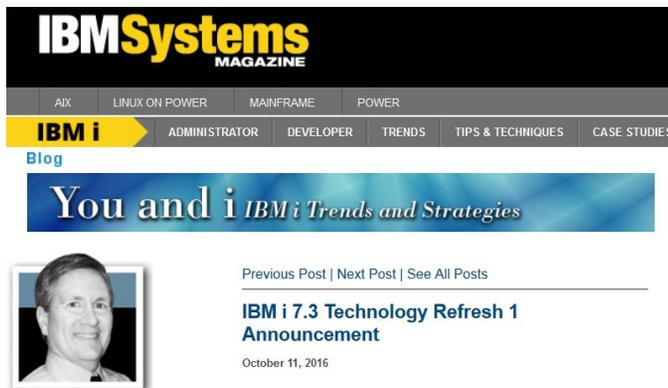 IBMSystems
MAGAZINE
AIX LINUX ON POWER MAINFRAME POWER
IBM i ADMINISTRATOR DEVELOPER TRENDS TIPS & TECHNIQUES CASE STUDIES
Blog
You and i IBM i Trends and Strategies
Previous Post | Next Post | See All Posts
IBM i 7.3 Technology Refresh 1
Announcement
October 11, 2016